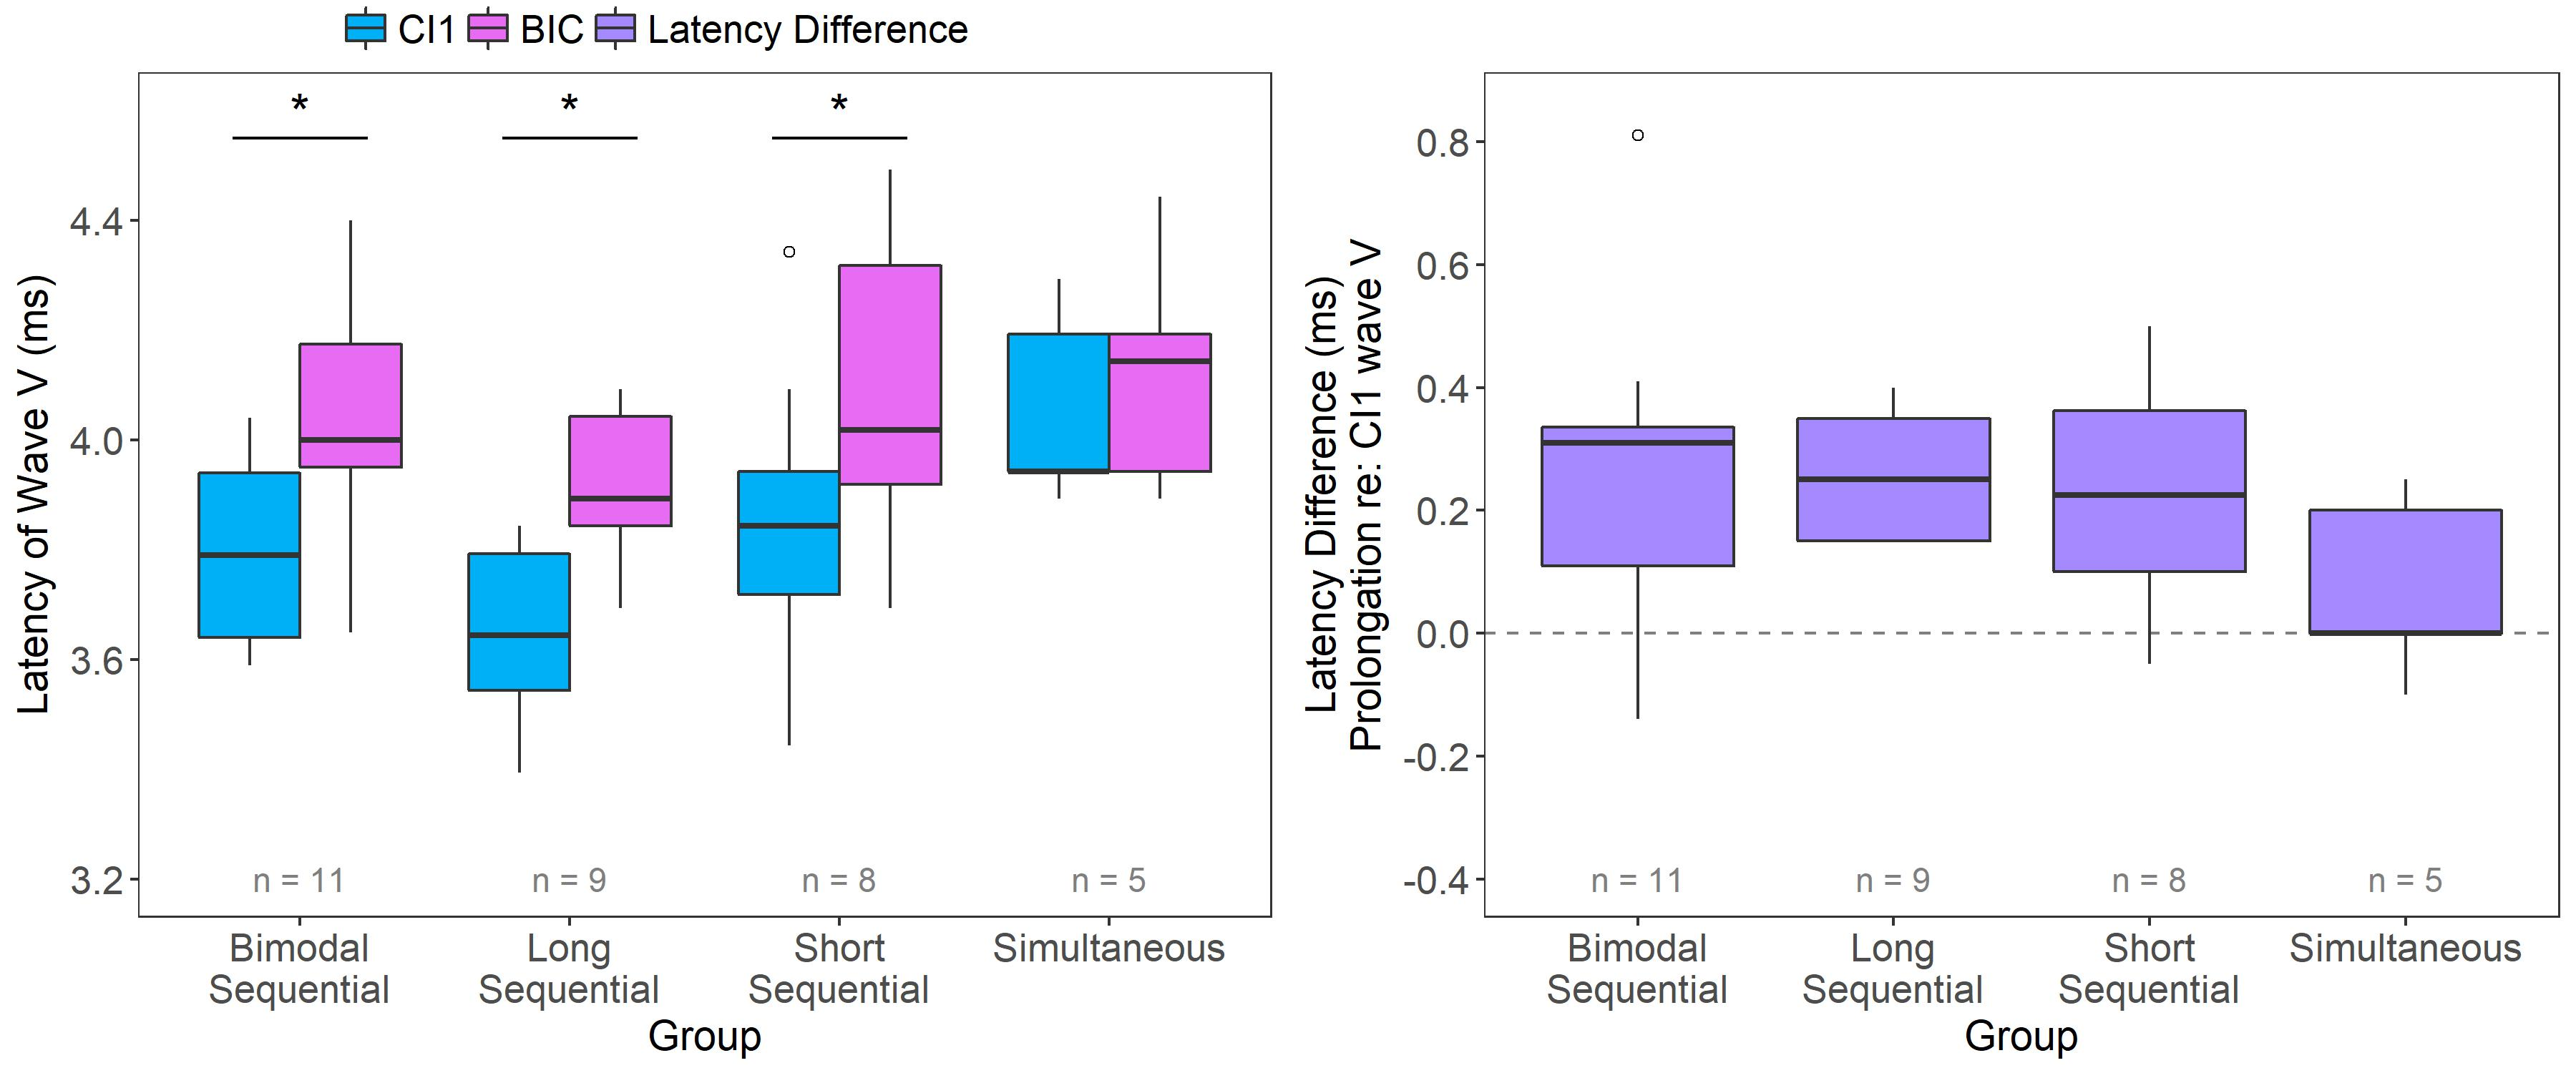 CI1 BIC Latency Difference
Latency of Wave V (ms)
* * *
4.4
4.0
3.6
3.2
n = 11 n = 9 n = 8 n = 5
Bimodal Sequential
Long Sequential
Short Sequential
Simultaneous
Group
Latency Difference (ms)
Prolongation re: CI1 wave V
0.8
0.6
0.4
0.2
0.0
-0.2
-0.4
n = 11 n = 9 n = 8 n = 5
Bimodal Sequential
Long Sequential
Short Sequential
Simultaneous
Group